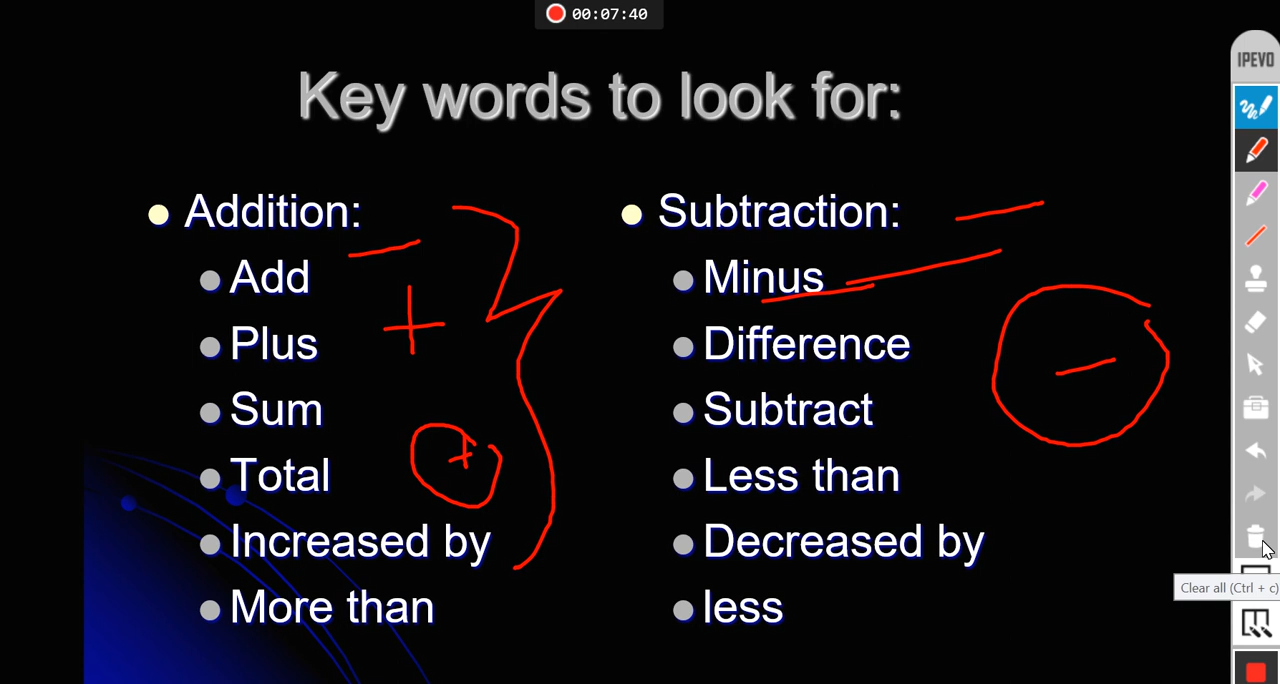 00:07:40
IPEVO
Key words to look for:
Addition:
Add
Plus
Sum
Total
Increased by
More than
+
+
Subtraction:
Minus
Difference
Subtract
Less than
Decreased by
less
−
Clear all (Ctrl + c)